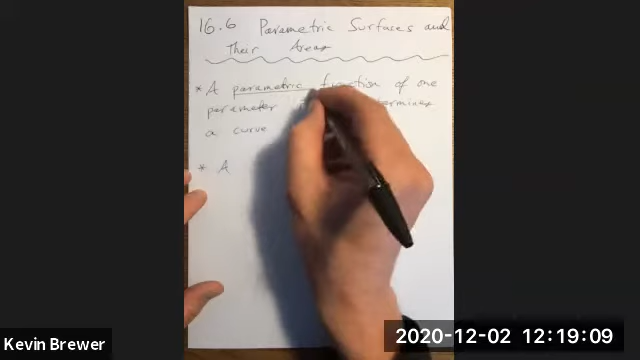 16.6 Parametric Surfaces and
Their Areas
* A parametric function of one
parameter determines
a curve
* A
Kevin Brewer
2020-12-02 12:19:09